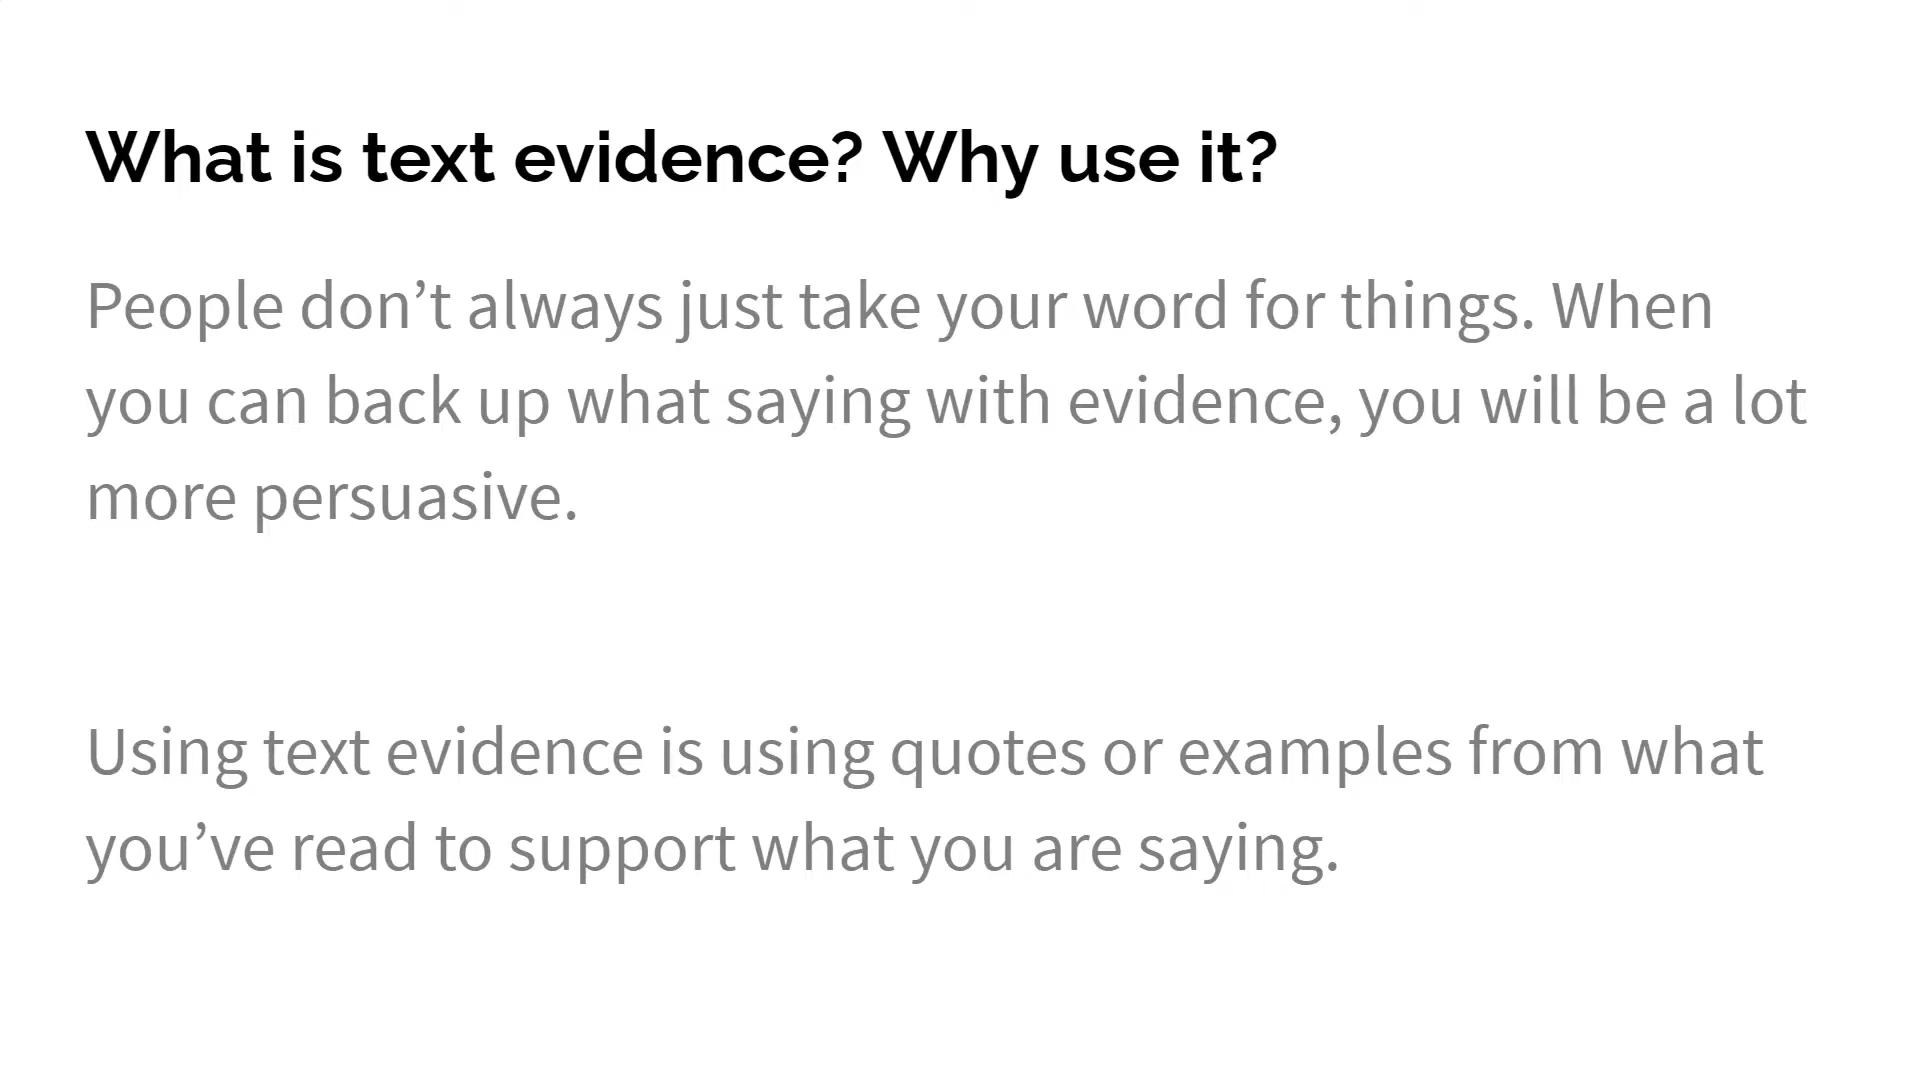 What is text evidence? Why use it?
People don’t always just take your word for things. When
you can back up what saying with evidence, you will be a lot
more persuasive.
Using text evidence is using quotes or examples from what
you’ve read to support what you are saying.